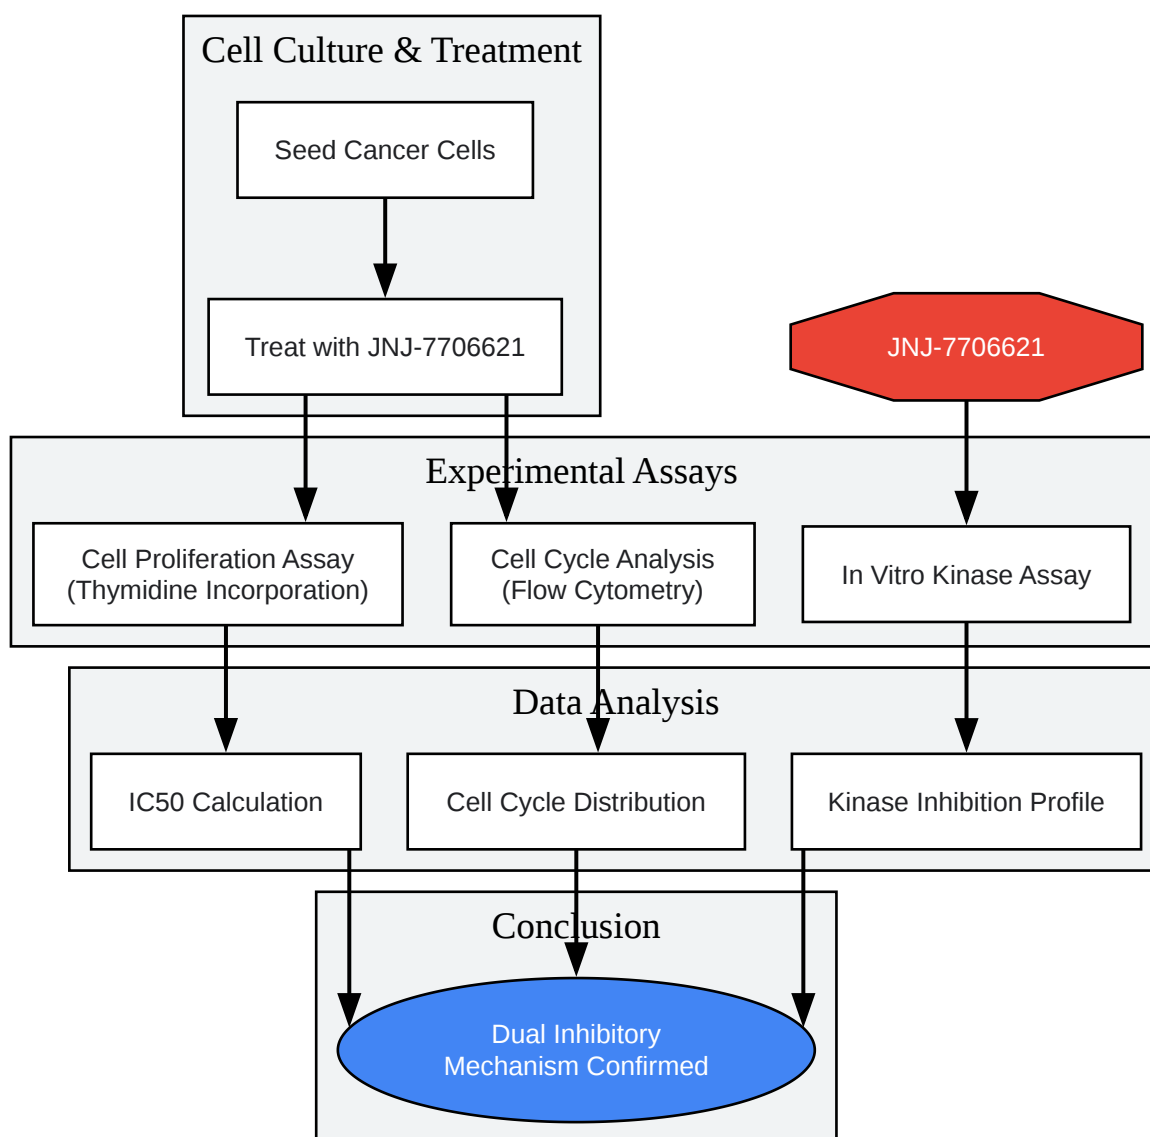 Cell Culture & Treatment
Seed Cancer Cells
Treat with JNJ-7706621
JNJ-7706621
Experimental Assays
Cell Proliferation Assay
(Thymidine Incorporation)
Cell Cycle Analysis
(Flow Cytometry)
In Vitro Kinase Assay
Data Analysis
IC50 Calculation
Cell Cycle Distribution
Kinase Inhibition Profile
Conclusion
Dual Inhibitory
Mechanism Confirmed